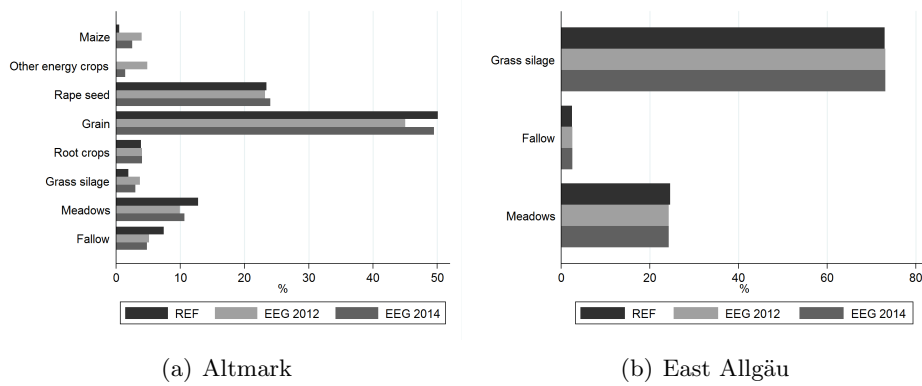 Maize
Other energy crops
Rape seed
Grain
Root crops
Grass silage
Meadows
Fallow
0 10 20 30 40 50
%
REF EEG 2012 EEG 2014
(a) Altmark
Grass silage
Fallow
Meadows
0 20 40 60 80
%
REF EEG 2012 EEG 2014
(b) East Allgäu